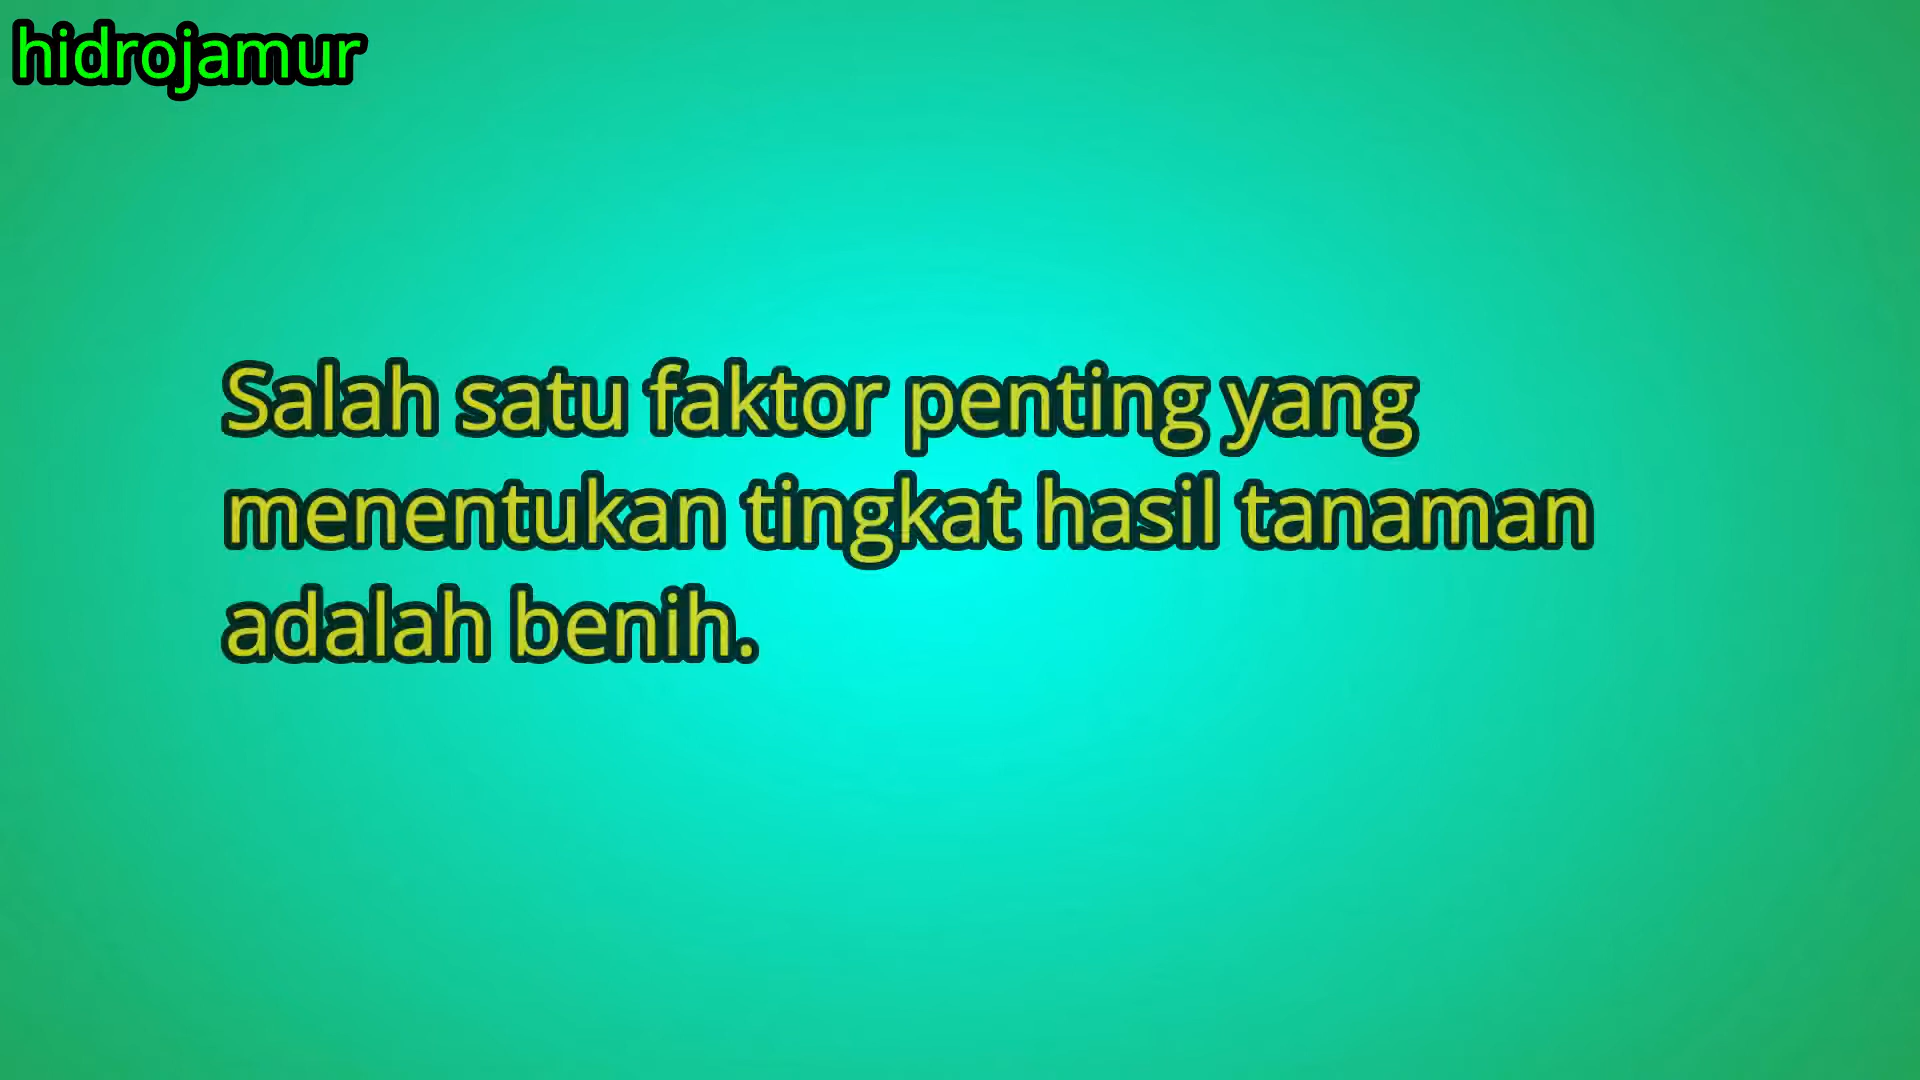 hidrojamur
Salah satu faktor penting yang
menentukan tingkat hasil tanaman
adalah benih.